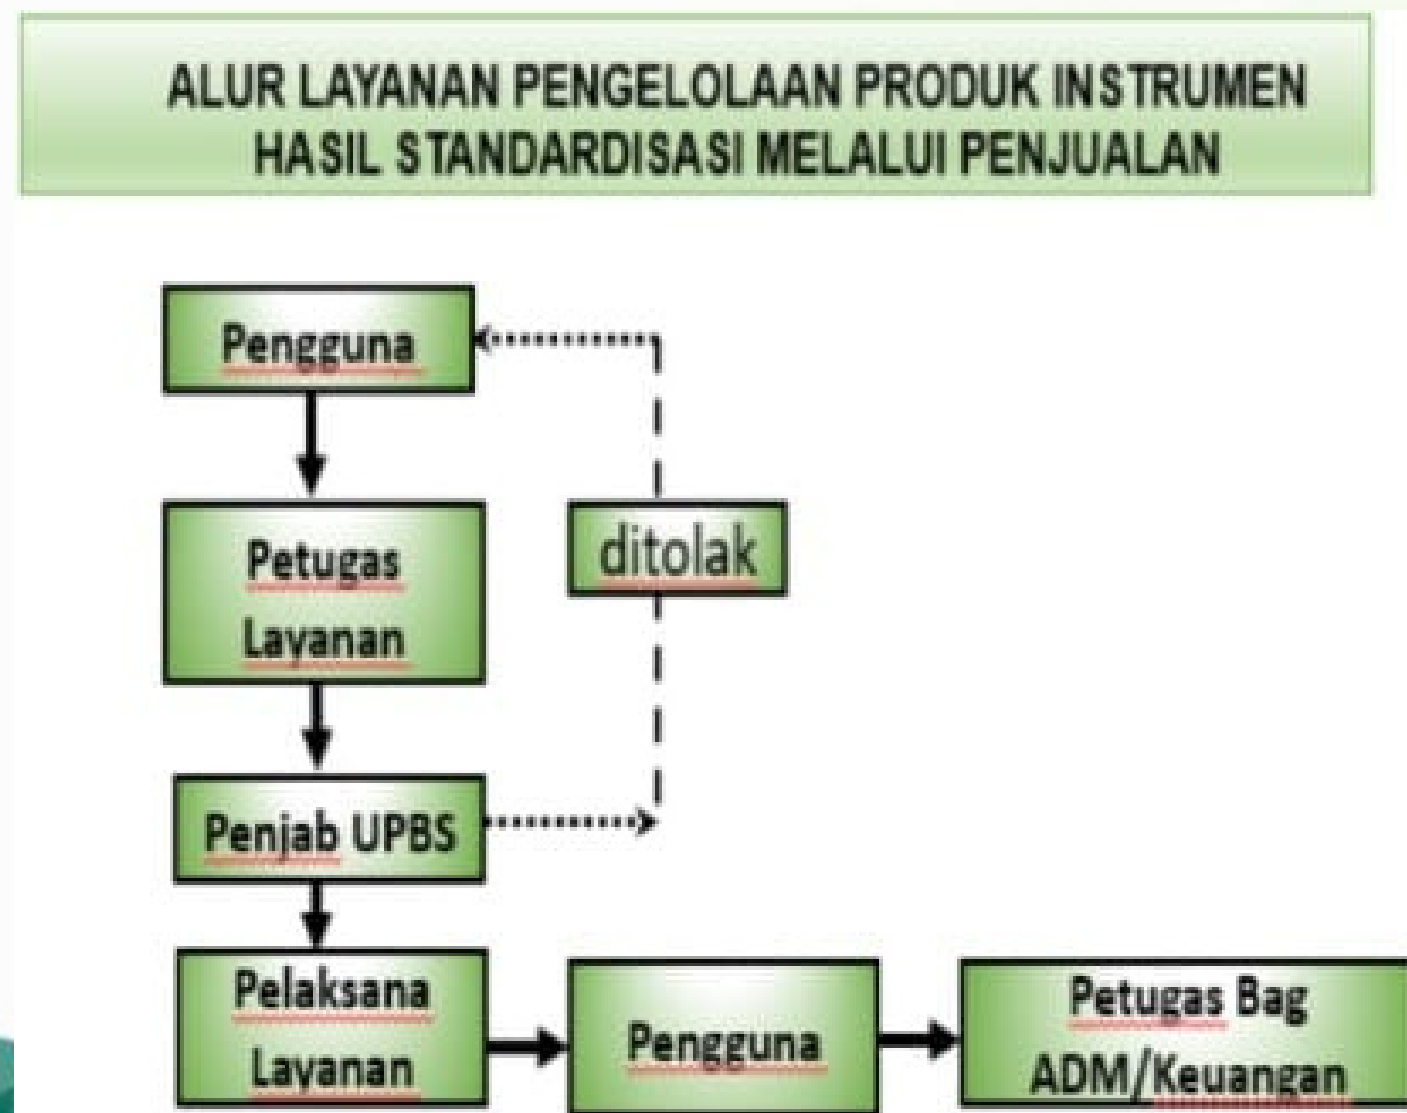 ALUR LAYANAN PENGELOLAAN PRODUK INSTRUMEN
HASIL STANDARDISASI MELALUI PENJUALAN
Pengguna
Petugas
Layanan
ditolak
Penjab UPBS
Pelaksana
Layanan
Pengguna
Petugas Bag
ADM/Keuangan